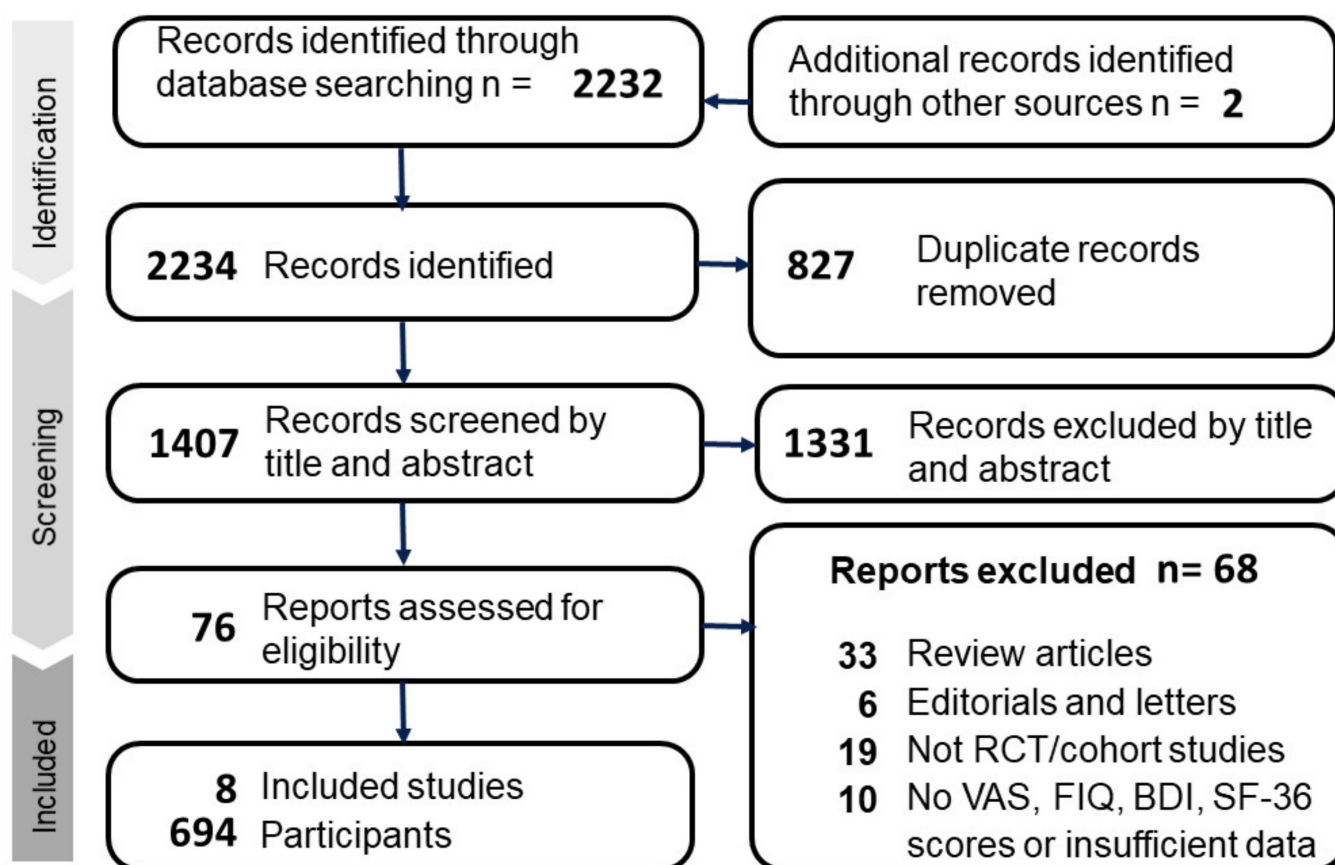 Identification
Records identified through
database searching n = 2232
Additional records identified
through other sources n = 2
2234 Records identified
827 Duplicate records
removed
Screening
1407 Records screened by
title and abstract
1331 Records excluded by title
and abstract
76 Reports assessed for
eligibility
Reports excluded n= 68
33 Review articles
6 Editorials and letters
19 Not RCT/cohort studies
10 No VAS, FIQ, BDI, SF-36
scores or insufficient data
Included
8 Included studies
694 Participants